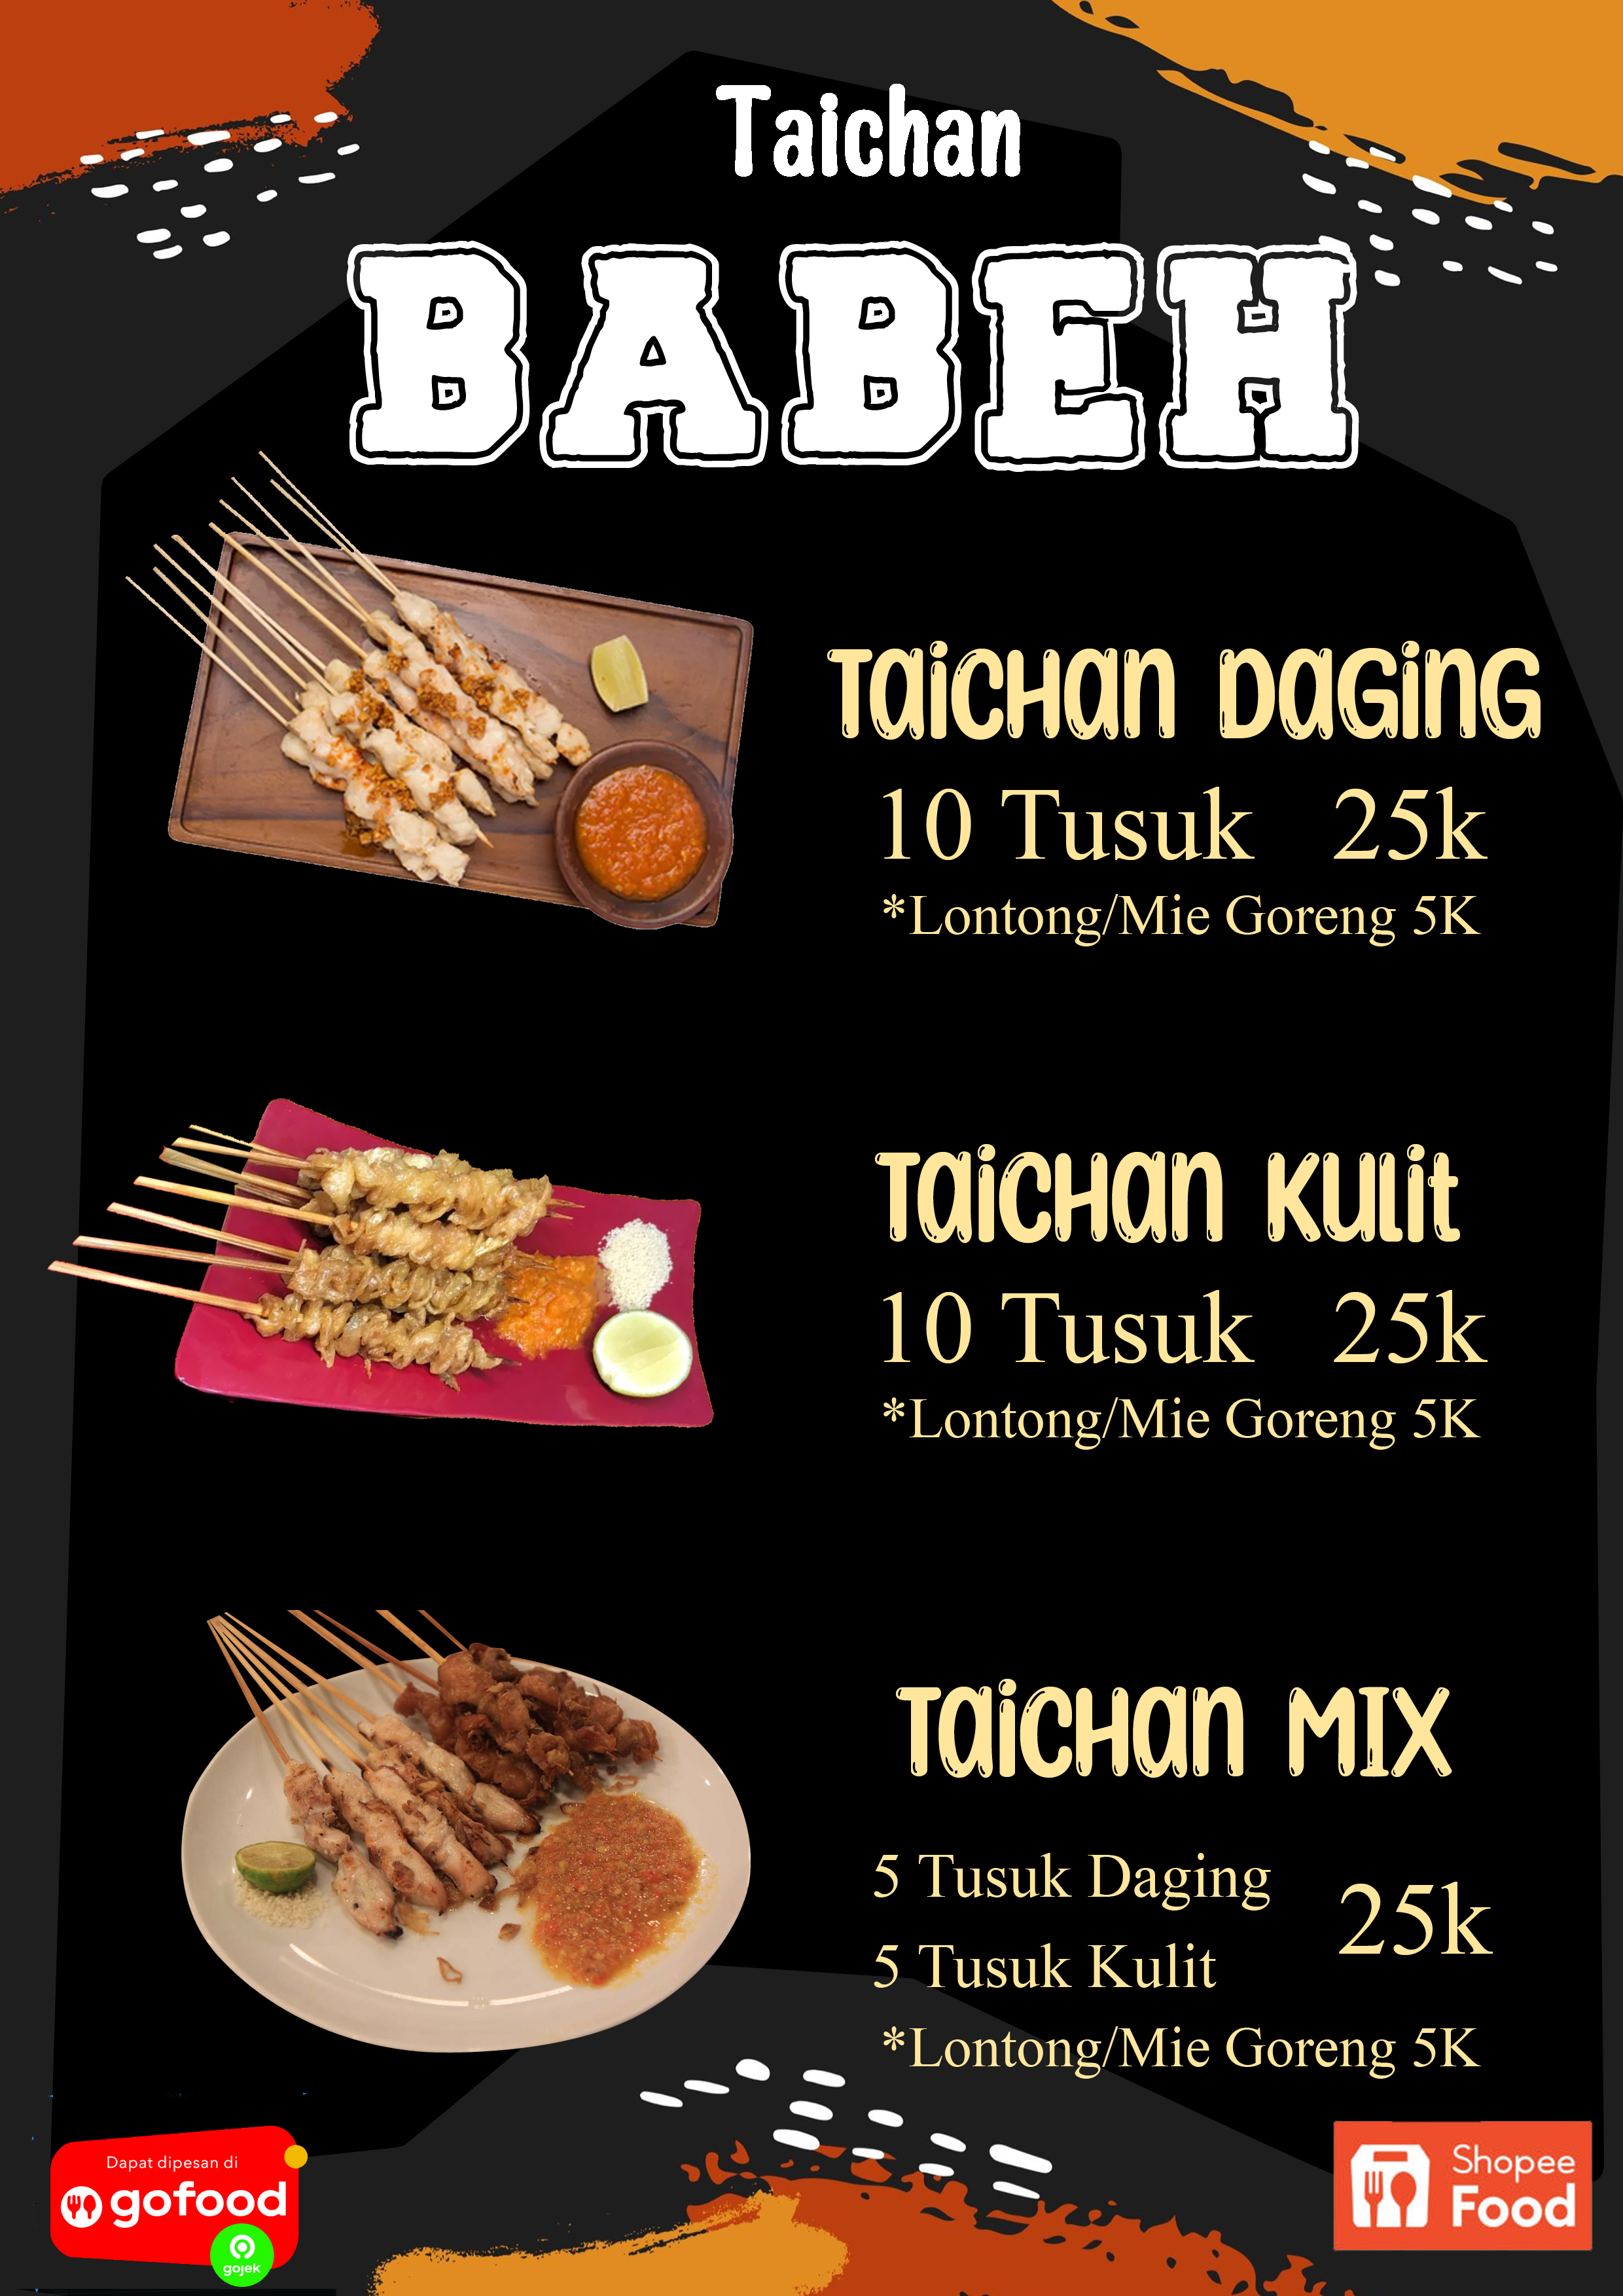 Taichan
BABEH
Taichan Daging
10 Tusuk 25k
*Lontong/Mie Goreng 5K
Taichan Kulit
10 Tusuk 25k
*Lontong/Mie Goreng 5K
Taichan MIX
5 Tusuk Daging
25k
5 Tusuk Kulit
*Lontong/Mie Goreng 5K
Dapat dipesan di
gofood
gojek
Shopee
Food